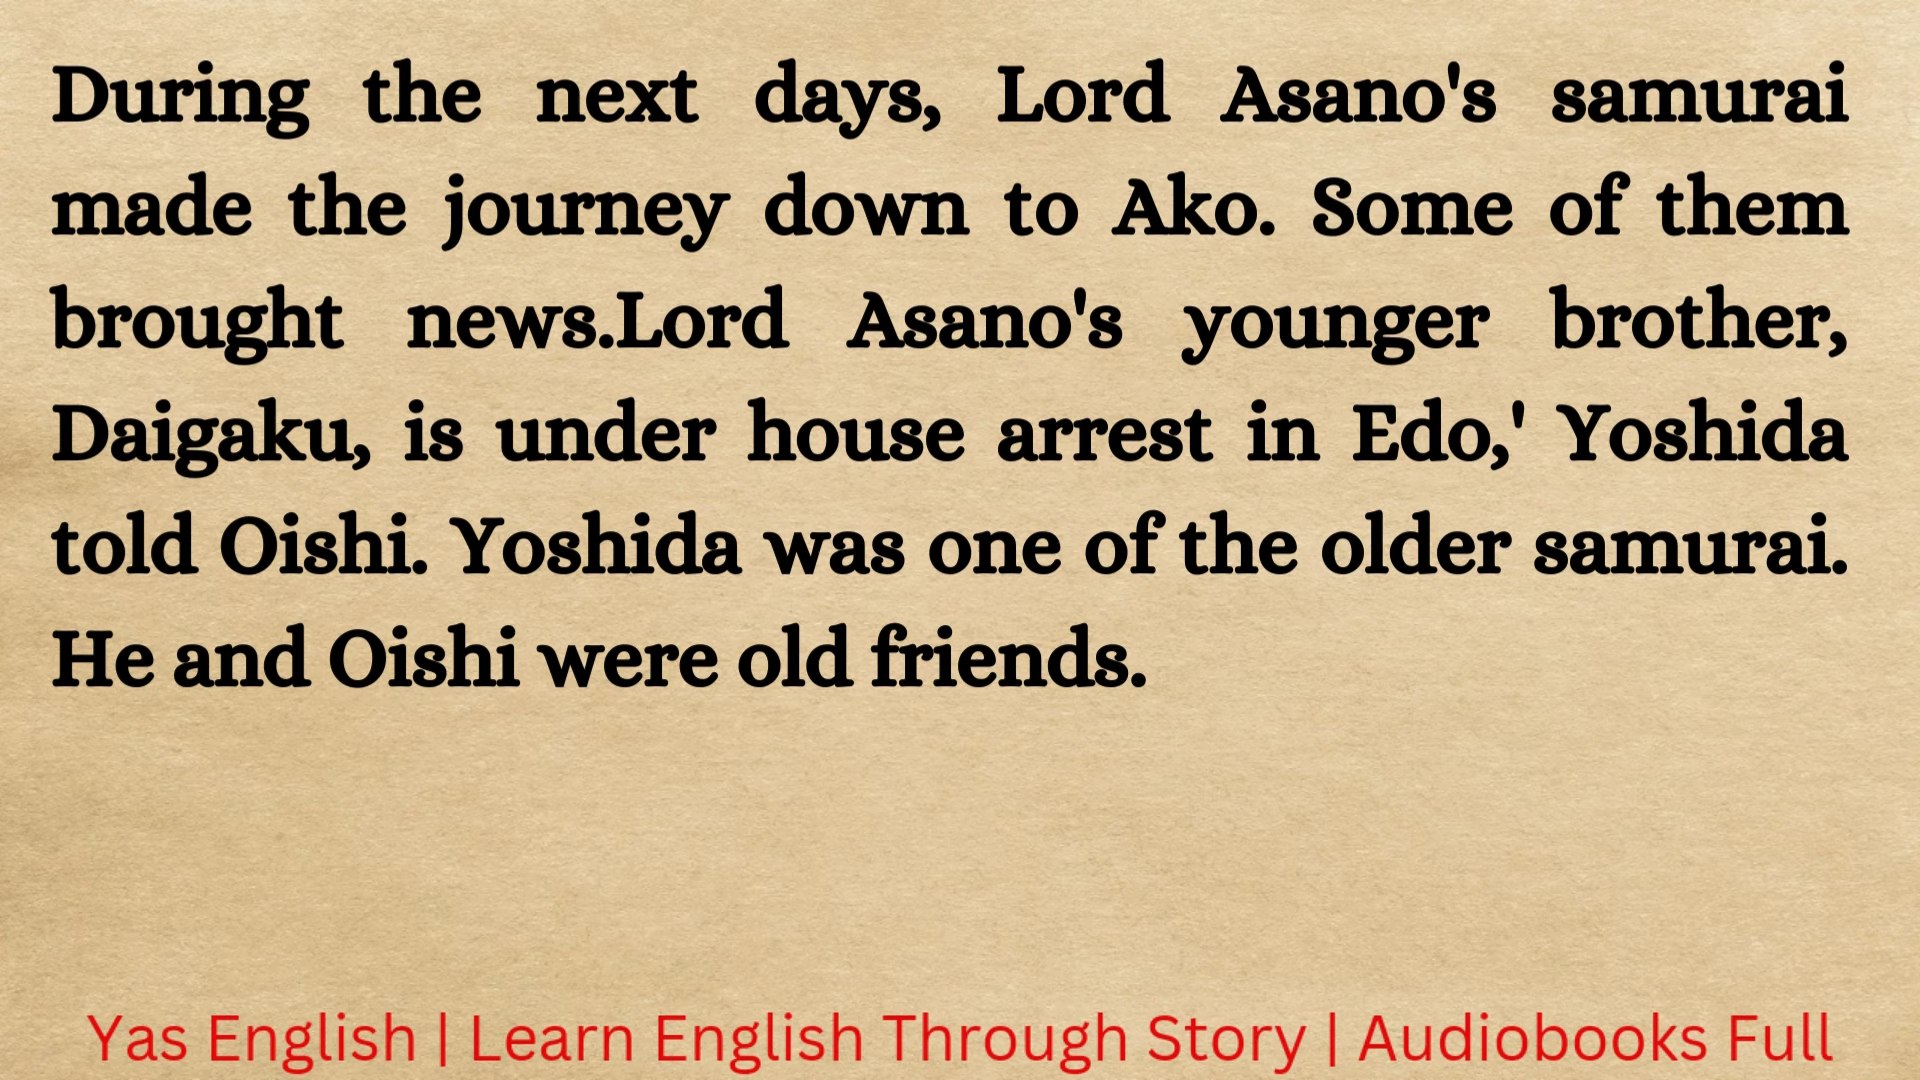 During the next days, Lord Asano's samurai
made the journey down to Ako. Some of them
brought news.Lord Asano's younger brother,
Daigaku, is under house arrest in Edo,' Yoshida
told Oishi. Yoshida was one of the older samurai.
He and Oishi were old friends.
Yas English | Learn English Through Story | Audiobooks Full